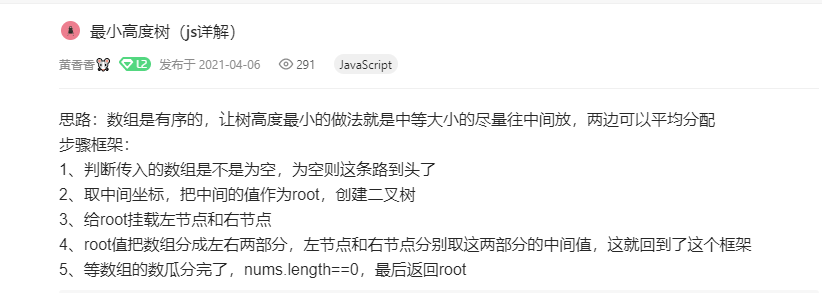 最小高度树（js详解）
黄香香🐭 L2 发布于 2021-04-06 291 JavaScript
思路：数组是有序的，让树高度最小的做法就是中等大小的尽量往中间放，两边可以平均分配
步骤框架：
1、判断传入的数组是不是为空，为空则这条路到头了
2、取中间坐标，把中间的值作为root，创建二叉树
3、给root挂载左节点和右节点
4、root值把数组分成左右两部分，左节点和右节点分别取这两部分的中间值，这就回到了这个框架
5、等数组的数瓜分完了，nums.length==0，最后返回root